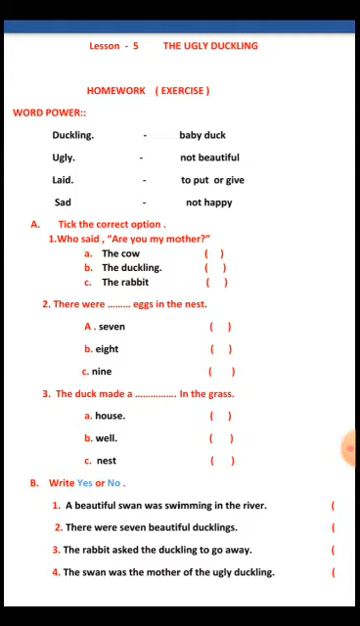 Lesson - 5 THE UGLY DUCKLING
HOMEWORK ( EXERCISE )
WORD POWER::
Duckling. - baby duck
Ugly. - not beautiful
Laid. - to put or give
Sad - not happy
A. Tick the correct option .
1.Who said , "Are you my mother?"
a. The cow ( )
b. The duckling. ( )
c. The rabbit ( )
2. There were ......... eggs in the nest.
A . seven ( )
b. eight ( )
c. nine ( )
3. The duck made a ................ In the grass.
a. house. ( )
b. well. ( )
c. nest ( )
B. Write Yes or No .
1. A beautiful swan was swimming in the river. (
2. There were seven beautiful ducklings. (
3. The rabbit asked the duckling to go away. (
4. The swan was the mother of the ugly duckling. (